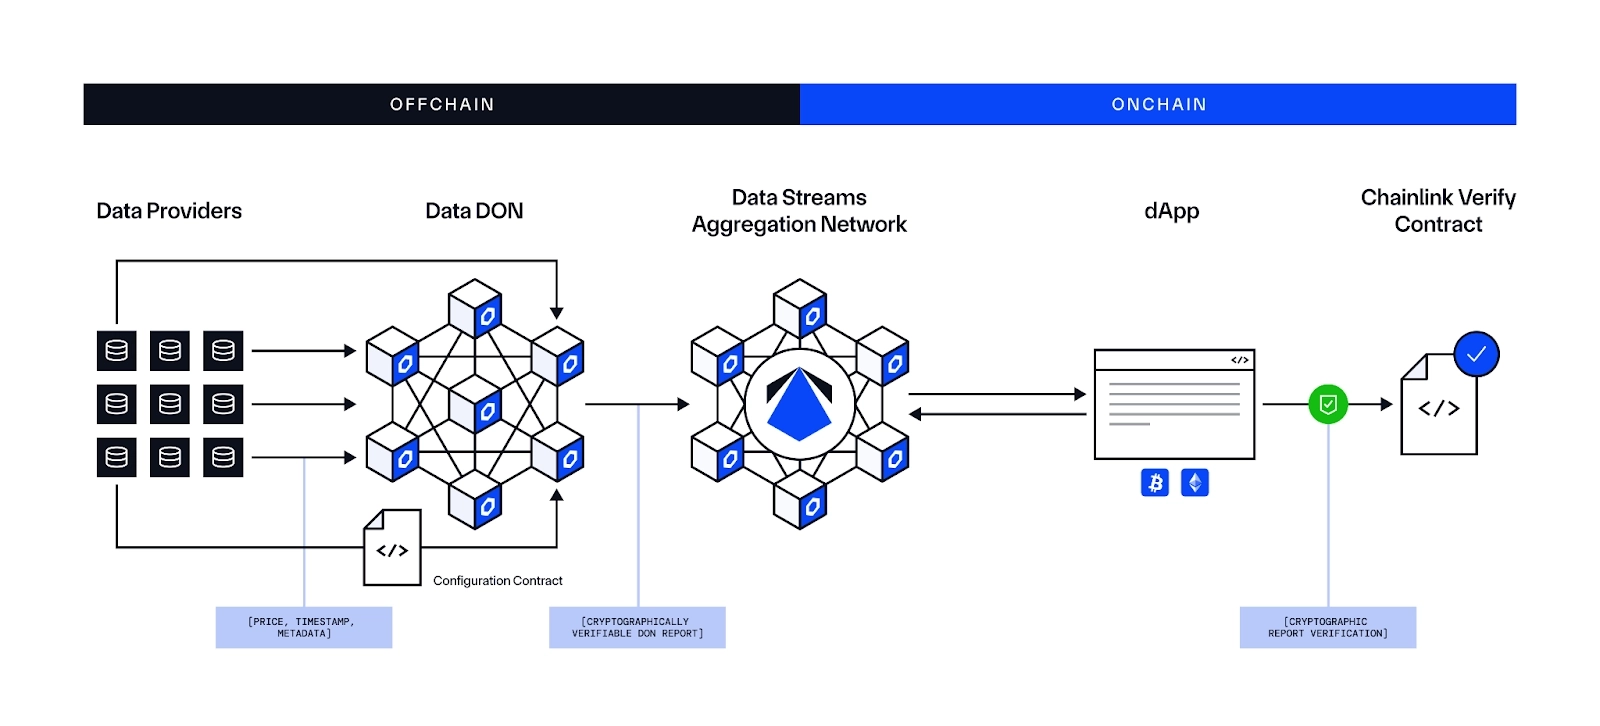 OFFCHAIN
ONCHAIN
Data Providers
Data DON
Data Streams
Aggregation Network
dApp
Chainlink Verify
Contract
</>
</>
</>
Configuration Contract
[PRICE, TIMESTAMP,
METADATA]
[CRYPTOGRAPHICALLY
VERIFIABLE DON REPORT]
[CRYPTOGRAPHIC
REPORT VERIFICATION]